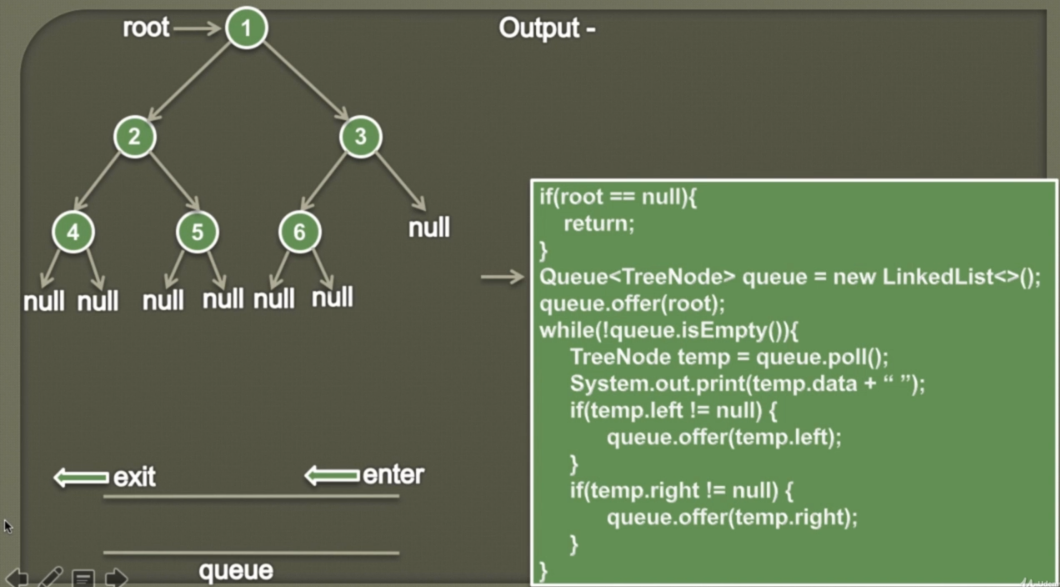 root
1
Output -
2
3
4
5
6
null
null
null
null
null
null
null
if(root == null){
return;
}
Queue<TreeNode> queue = new LinkedList<>();
queue.offer(root);
while(!queue.isEmpty()){
TreeNode temp = queue.poll();
System.out.print(temp.data + “ ”);
if(temp.left != null) {
queue.offer(temp.left);
}
if(temp.right != null) {
queue.offer(temp.right);
}
}
exit
enter
queue